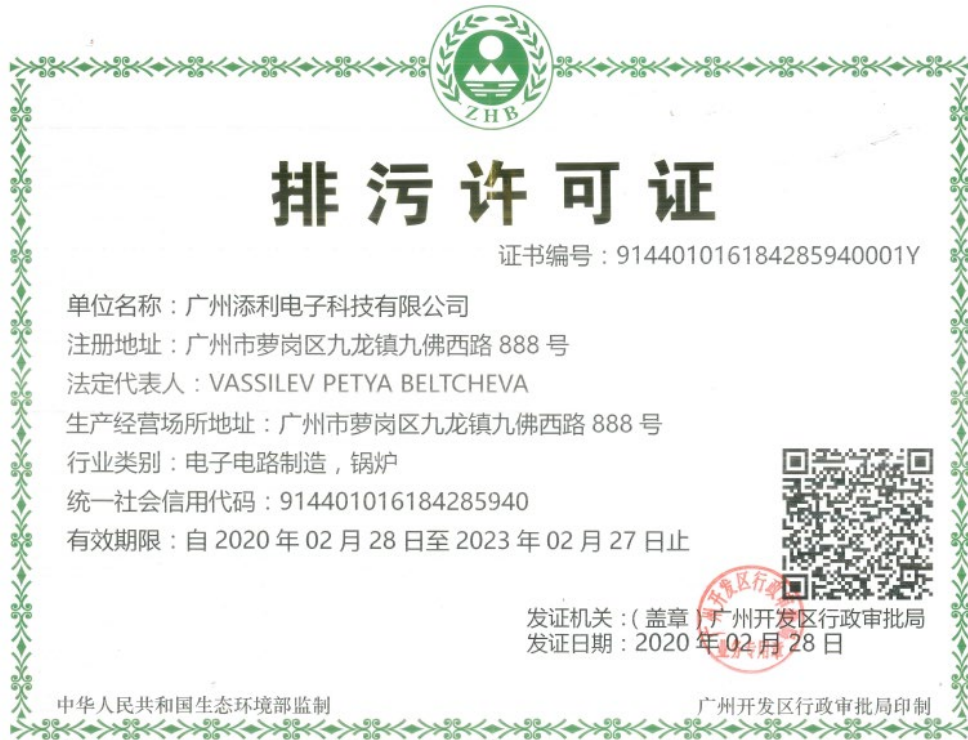 ZHB
排污许可证
证书编号：914401016184285940001Y
单位名称：广州添利电子科技有限公司
注册地址：广州市萝岗区九龙镇九佛西路 888 号
法定代表人：VASSILEV PETYA BELTCHEVA
生产经营场所地址：广州市萝岗区九龙镇九佛西路 888 号
行业类别：电子电路制造，锅炉
统一社会信用代码：914401016184285940
有效期限：自 2020 年 02 月 28 日至 2023 年 02 月 27 日止
发证机关：（盖章）广州开发区行政审批局
发证日期：2020 年 02 月 28 日
中华人民共和国生态环境部监制
广州开发区行政审批局印制